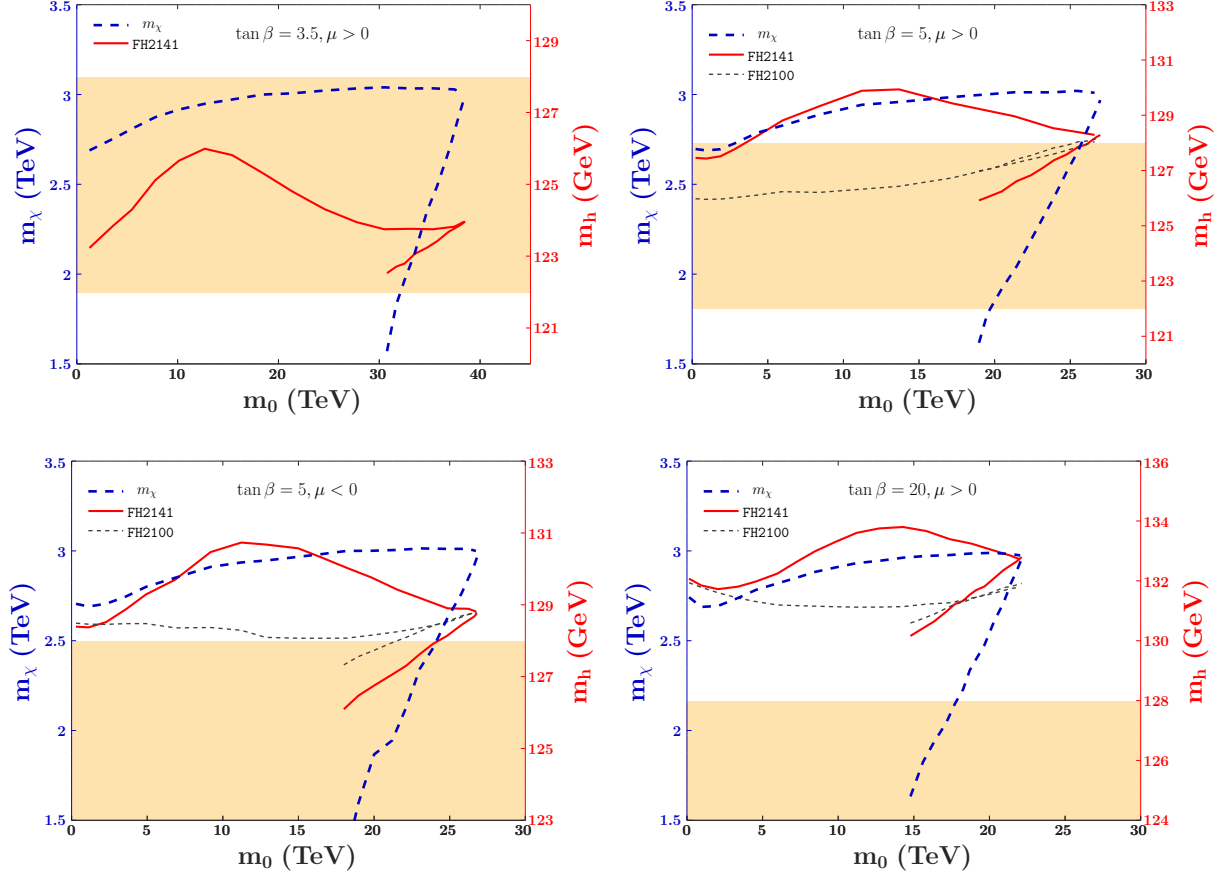 3.5
3
2.5
2
1.5
m_χ (TeV)
m_χ
FH2141
tan β = 3.5, μ > 0
129
127
125
123
121
m_h (GeV)
0 10 20 30 40
m_0 (TeV)
3.5
3
2.5
2
1.5
m_χ (TeV)
m_χ
FH2141
FH2100
tan β = 5, μ > 0
133
131
130
129
128
127
126
125
124
123
122
121
m_h (GeV)
0 5 10 15 20 25 30
m_0 (TeV)
3.5
3
2.5
2
1.5
m_χ (TeV)
m_χ
FH2141
FH2100
tan β = 5, μ < 0
133
131
129
127
125
123
m_h (GeV)
0 5 10 15 20 25 30
m_0 (TeV)
3.5
3
2.5
2
1.5
m_χ (TeV)
m_χ
FH2141
FH2100
tan β = 20, μ > 0
136
134
132
130
128
126
124
m_h (GeV)
0 5 10 15 20 25 30
m_0 (TeV)